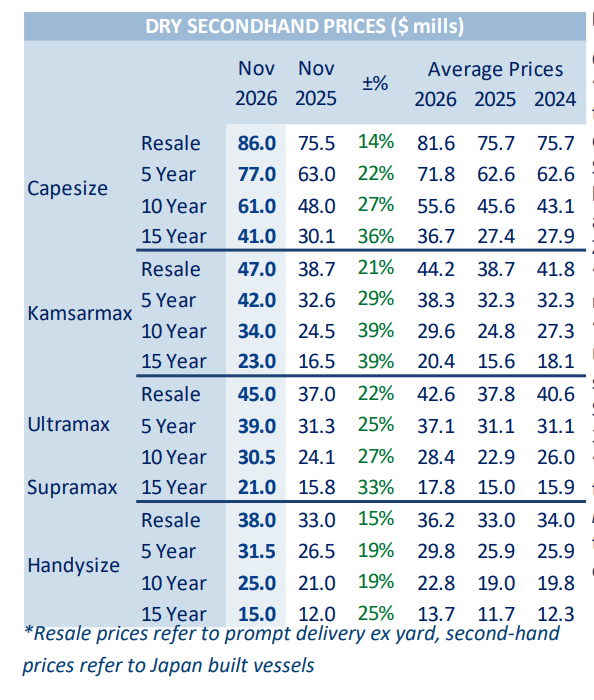 DRY SECONDHAND PRICES ($ mills)
Nov Nov ±% Average Prices
2026 2025 2026 2025 2024
Capesize
Resale 86.0 75.5 14% 81.6 75.7 75.7
5 Year 77.0 63.0 22% 71.8 62.6 62.6
10 Year 61.0 48.0 27% 55.6 45.6 43.1
15 Year 41.0 30.1 36% 36.7 27.4 27.9
Kamsarmax
Resale 47.0 38.7 21% 44.2 38.7 41.8
5 Year 42.0 32.6 29% 38.3 32.3 32.3
10 Year 34.0 24.5 39% 29.6 24.8 27.3
15 Year 23.0 16.5 39% 20.4 15.6 18.1
Ultramax
Resale 45.0 37.0 22% 42.6 37.8 40.6
5 Year 39.0 31.3 25% 37.1 31.1 31.1
10 Year 30.5 24.1 27% 28.4 22.9 26.0
Supramax 15 Year 21.0 15.8 33% 17.8 15.0 15.9
Handysize
Resale 38.0 33.0 15% 36.2 33.0 34.0
5 Year 31.5 26.5 19% 29.8 25.9 25.9
10 Year 25.0 21.0 19% 22.8 19.0 19.8
15 Year 15.0 12.0 25% 13.7 11.7 12.3
*Resale prices refer to prompt delivery ex yard, second-hand
prices refer to Japan built vessels